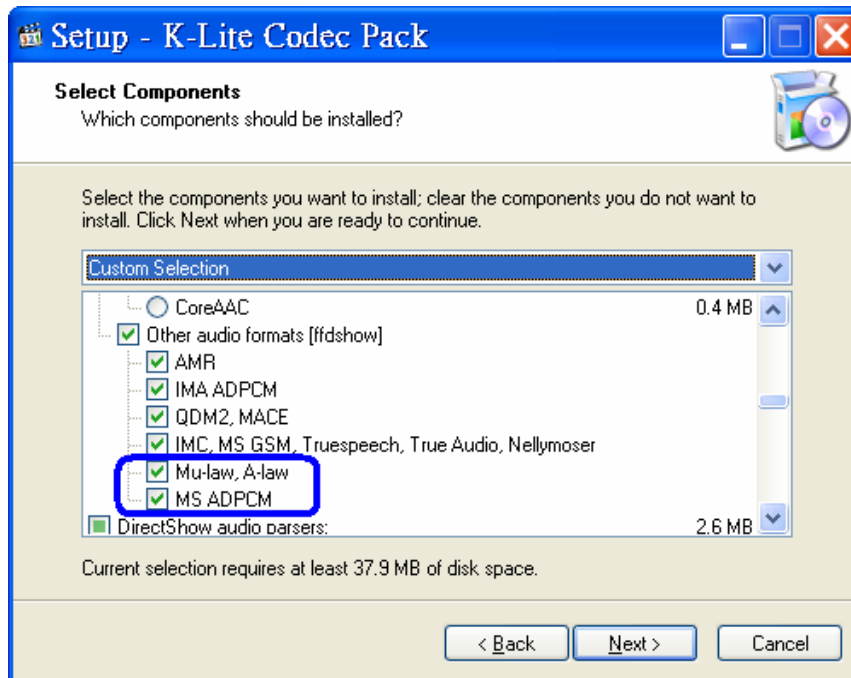 Setup - K-Lite Codec Pack
Select Components
Which components should be installed?
Select the components you want to install; clear the components you do not want to
install. Click Next when you are ready to continue.
Custom Selection
CoreAAC 0.4 MB
Other audio formats [ffdshow]
AMR
IMA ADPCM
QDM2, MACE
IMC, MS GSM, Truespeech, True Audio, Nellymoser
Mu-law, A-law
MS ADPCM
DirectShow audio parsers: 2.6 MB
Current selection requires at least 37.9 MB of disk space.
< Back Next > Cancel